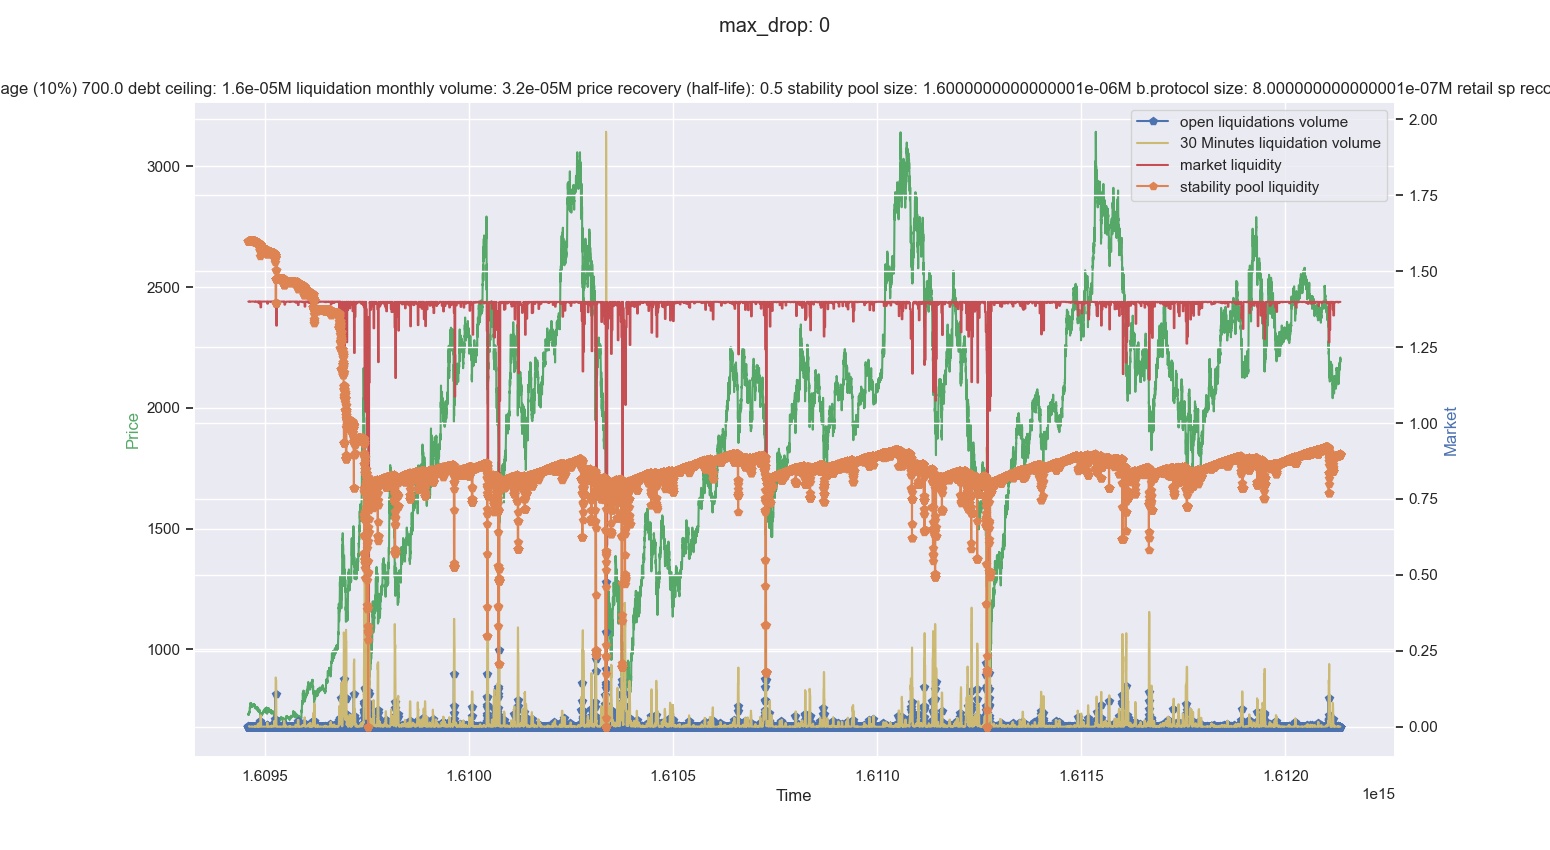 max_drop: 0
age (10%) 700.0 debt ceiling: 1.6e-05M liquidation monthly volume: 3.2e-05M price recovery (half-life): 0.5 stability pool size: 1.6000000000000001e-06M b.protocol size: 8.000000000000001e-07M retail sp reco
open liquidations volume
30 Minutes liquidation volume
market liquidity
stability pool liquidity
3000
2500
2000
1500
1000
Price
2.00
1.75
1.50
1.25
1.00
0.75
0.50
0.25
0.00
Market
1.6095 1.6100 1.6105 1.6110 1.6115 1.6120
Time
1e15